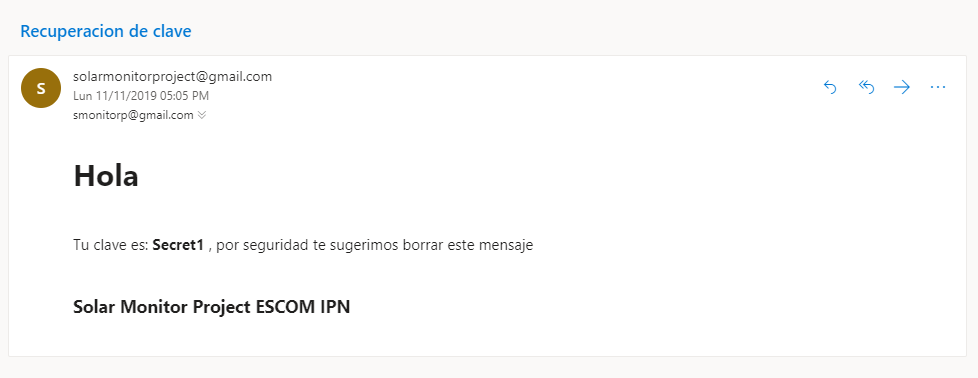 Recuperacion de clave
S
solarmonitorproject@gmail.com
Lun 11/11/2019 05:05 PM
smonitorp@gmail.com
Hola
Tu clave es: Secret1 , por seguridad te sugerimos borrar este mensaje
Solar Monitor Project ESCOM IPN